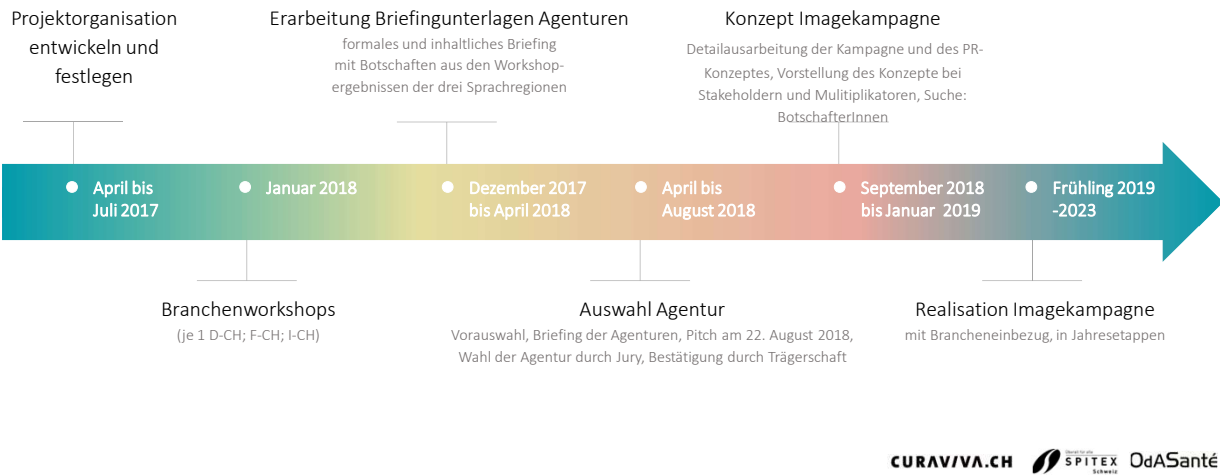 Projektorganisation
entwickeln und
festlegen
Erarbeitung Briefingunterlagen Agenturen
formales und inhaltliches Briefing
mit Botschaften aus den Workshop-
ergebnissen der drei Sprachregionen
Konzept Imagekampagne
Detailausarbeitung der Kampagne und des PR-
Konzeptes, Vorstellung des Konzepte bei
Stakeholdern und Mulitiplikatoren, Suche:
BotschafterInnen
April bis
Juli 2017
Januar 2018
Dezember 2017
bis April 2018
April bis
August 2018
September 2018
bis Januar 2019
Frühling 2019
-2023
Branchenworkshops
(je 1 D-CH; F-CH; I-CH)
Auswahl Agentur
Vorauswahl, Briefing der Agenturen, Pitch am 22. August 2018,
Wahl der Agentur durch Jury, Bestätigung durch Trägerschaft
Realisation Imagekampagne
mit Brancheneinbezug, in Jahresetappen
CURAVIVA.CH
Überall für alle
SPITEX
Schweiz
OdASanté